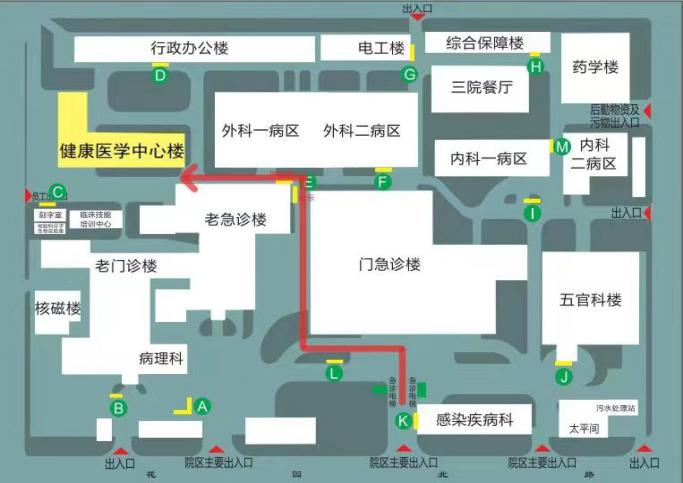 出入口
行政办公楼
电工楼
综合保障楼
D
G
H
药学楼
三院餐厅
后勤物资及
污物出入口
外科一病区
外科二病区
健康医学中心楼
内科一病区
M
内科
二病区
C
E
F
刻字室
临床技能
培训中心
I
出入口
老急诊楼
老门诊楼
门急诊楼
核磁楼
五官科楼
病理科
L
J
急诊电梯
急诊电梯
B
A
K
感染疾病科
污水处理站
太平间
出入口
院区主要出入口
院区主要出入口
院区主要出入口
出入口
花 园 北 路